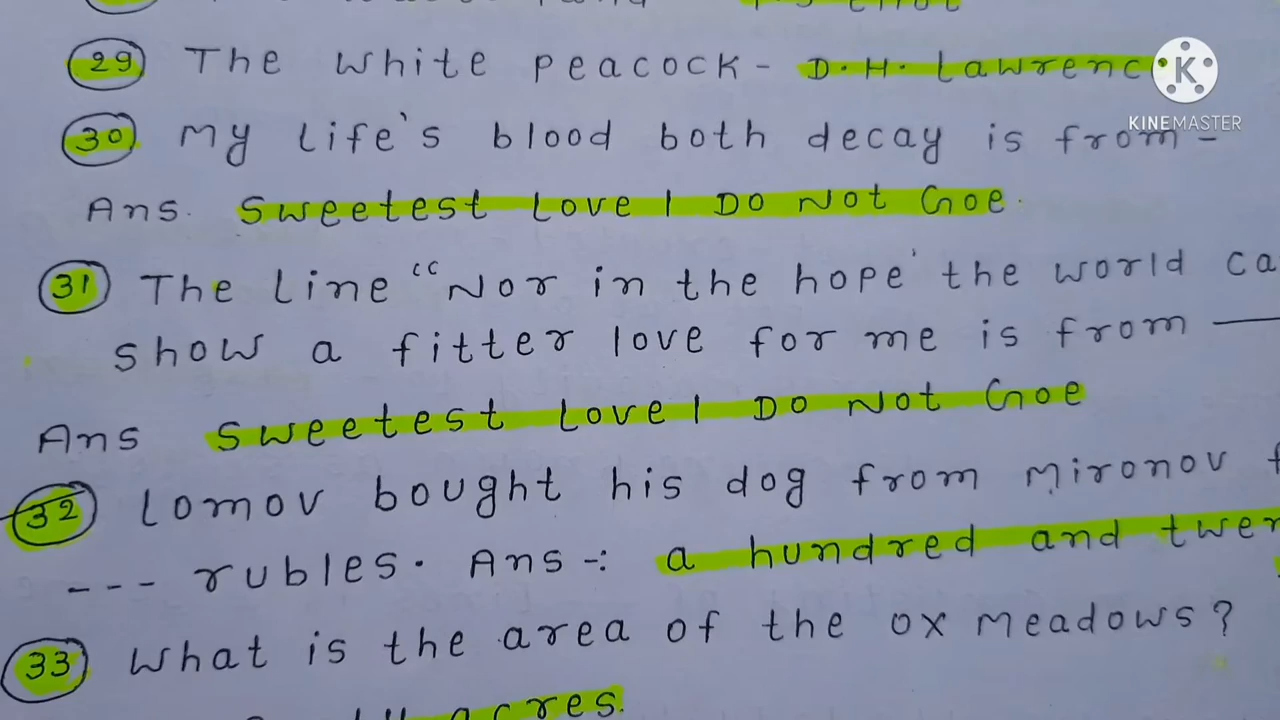 29 The White Peacock - D.H. Lawrenc
K
KINEMASTER
30 My Life's blood both decay is from -
Ans. Sweetest Love I Do Not Goe.
31 The Line "Nor in the hope' the world ca
show a fitter love for me is from —
Ans Sweetest Love I Do Not Goe
32 Lomov bought his dog from Mironov f
--- rubles. Ans -: a hundred and twen
33 What is the area of the ox Meadows?
acres.